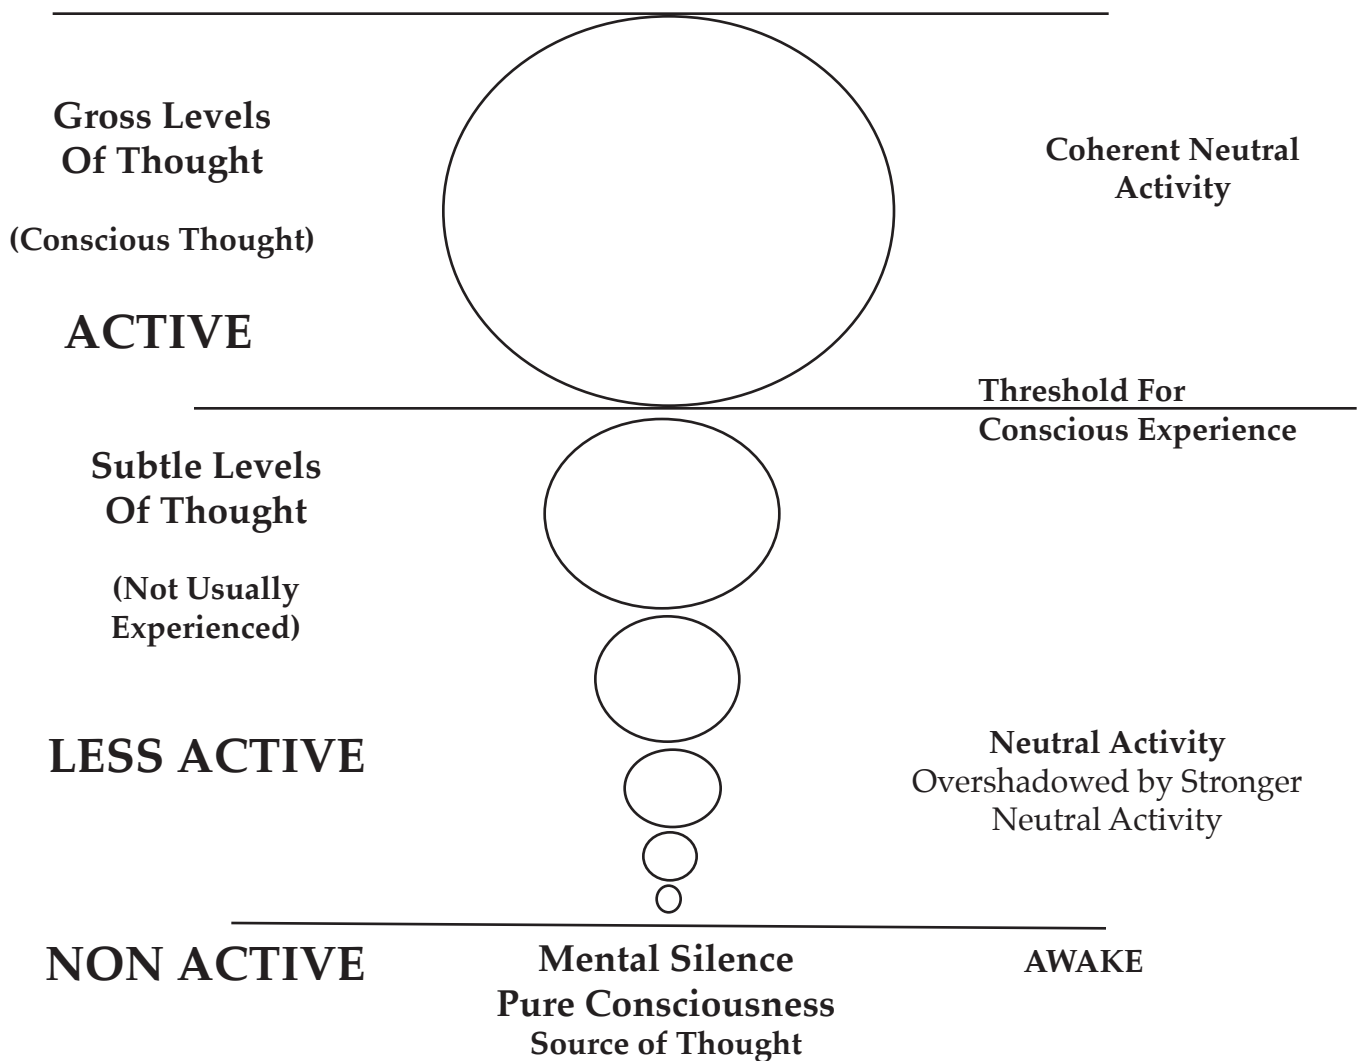 Gross Levels
Of Thought
(Conscious Thought)
ACTIVE
Coherent Neutral
Activity
Threshold For
Conscious Experience
Subtle Levels
Of Thought
(Not Usually
Experienced)
LESS ACTIVE
Neutral Activity
Overshadowed by Stronger
Neutral Activity
NON ACTIVE
Mental Silence
Pure Consciousness
Source of Thought
AWAKE